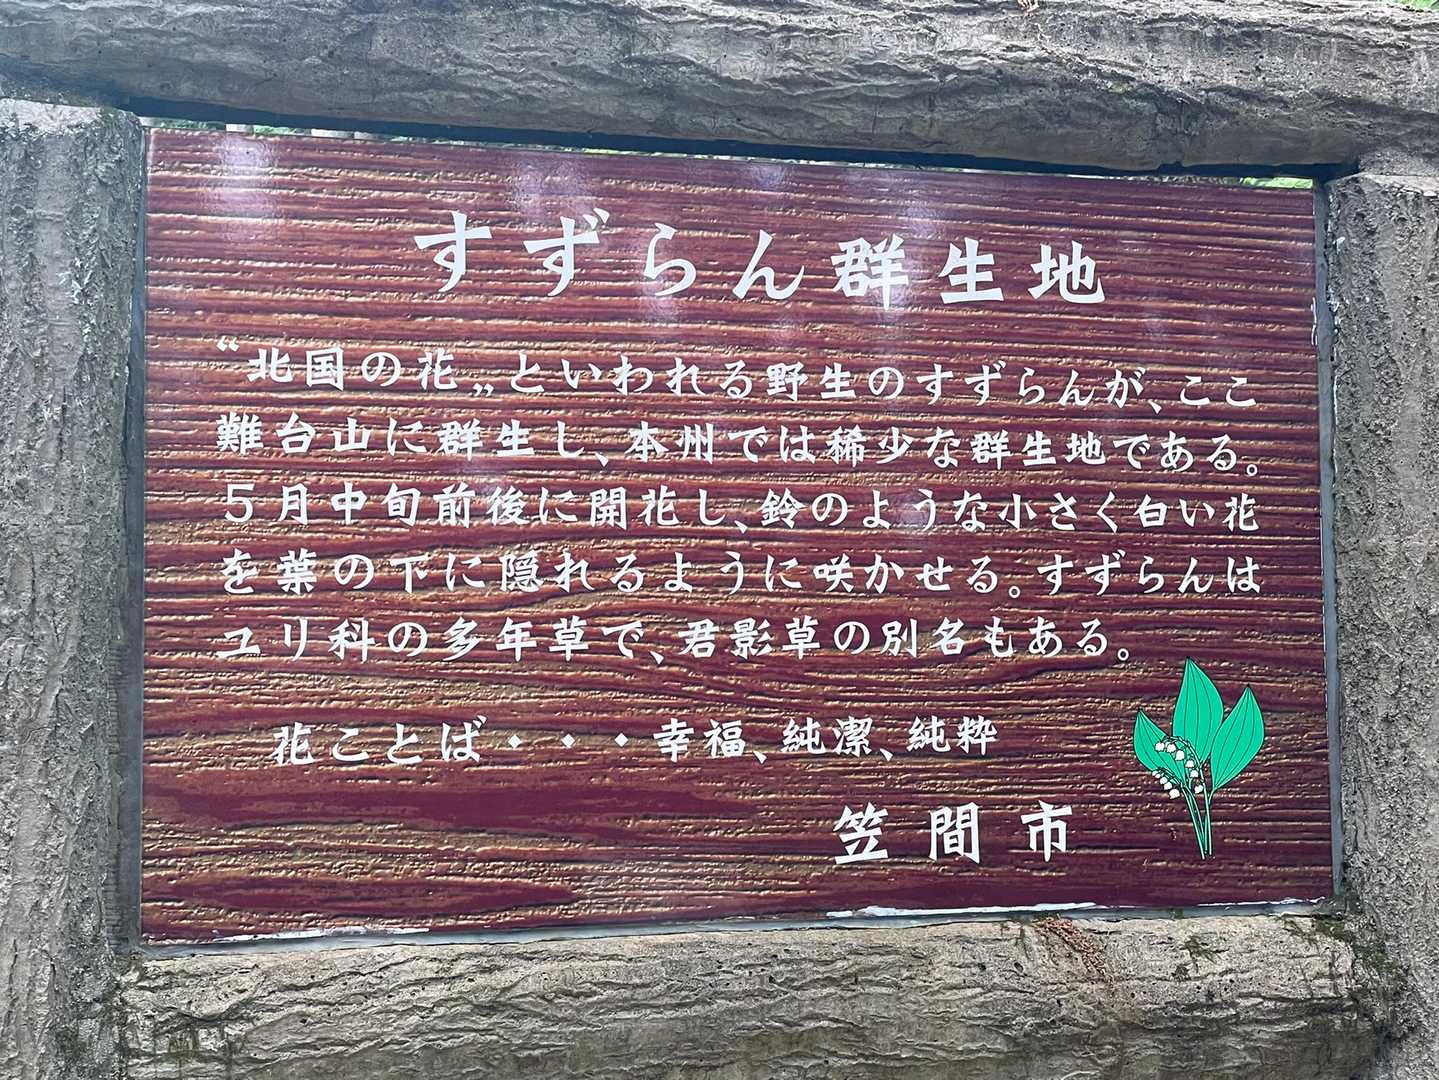 すずらん群生地
“北国の花„といわれる野生のすずらんが、ここ
難台山に群生し、本州では稀少な群生地である。
5月中旬前後に開花し、鈴のような小さく白い花
を葉の下に隠れるように咲かせる。すずらんは
ユリ科の多年草で、君影草の別名もある。
花ことば・・・幸福、純潔、純粋
笠間市